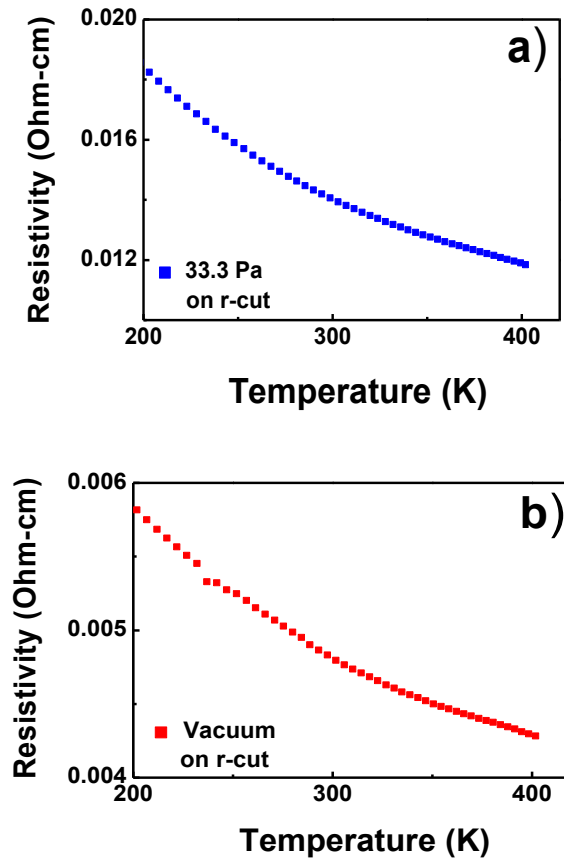 0.020
a)
0.016
0.012
Resistivity (Ohm-cm)
33.3 Pa
on r-cut
200
300
400
Temperature (K)
0.006
b)
0.005
0.004
Resistivity (Ohm-cm)
Vacuum
on r-cut
200
300
400
Temperature (K)